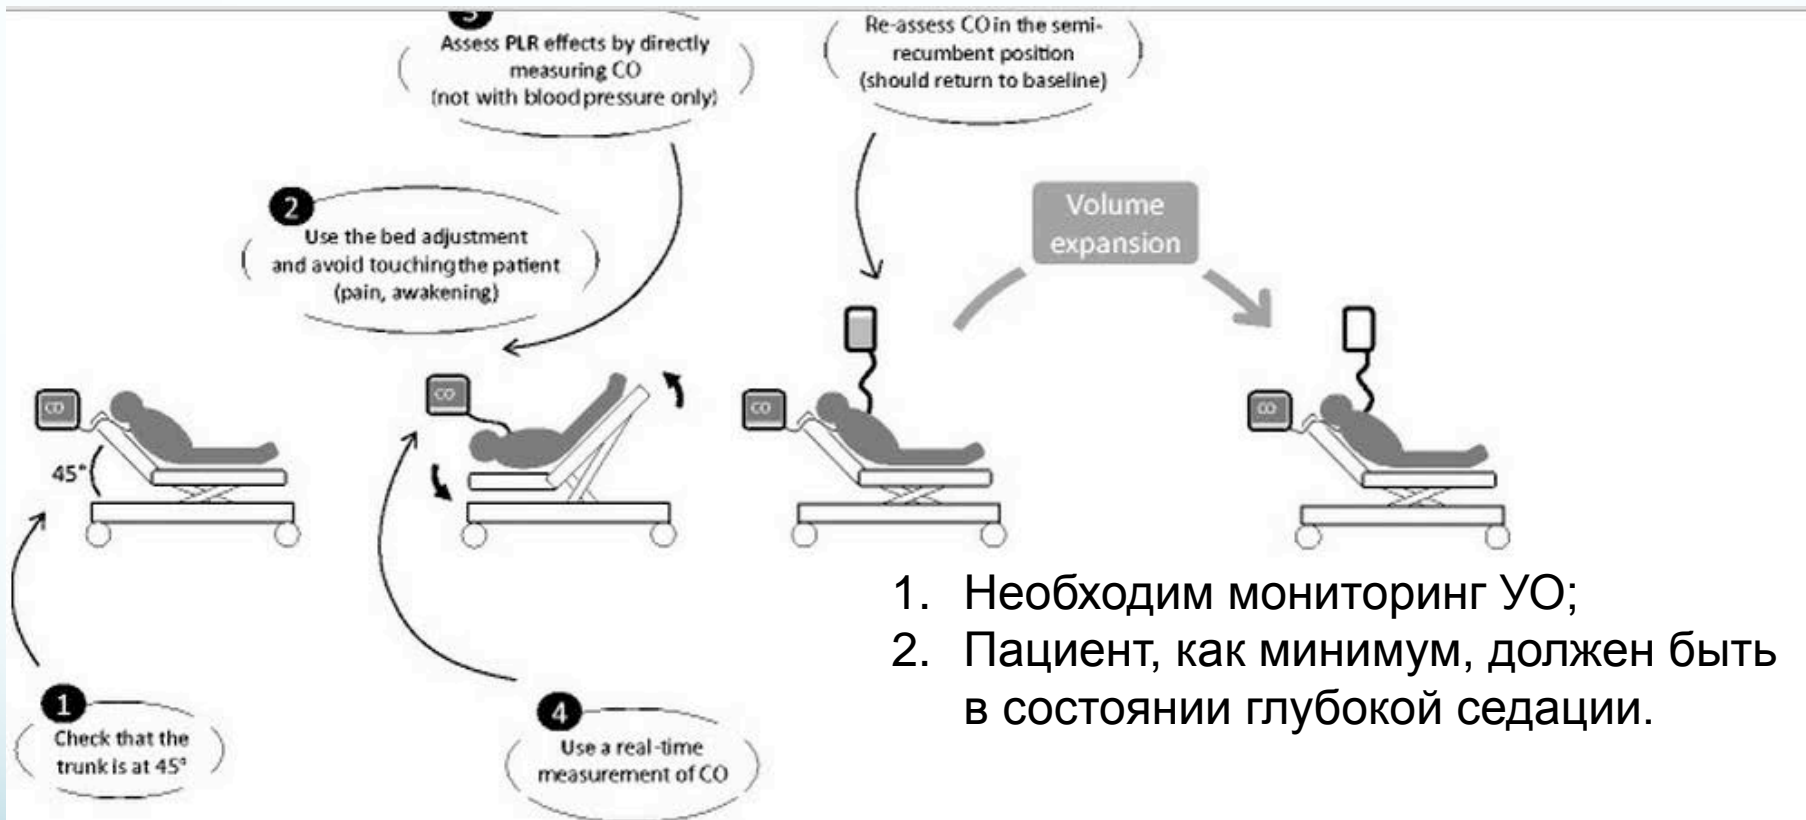 3
Assess PLR effects by directly
measuring CO
(not with blood pressure only)
Re-assess CO in the semi-
recumbent position
(should return to baseline)
2
Use the bed adjustment
and avoid touching the patient
(pain, awakening)
Volume
expansion
CO
CO
CO
CO
45°
1. Необходим мониторинг УО;
2. Пациент, как минимум, должен быть
в состоянии глубокой седации.
1
Check that the
trunk is at 45°
4
Use a real-time
measurement of CO